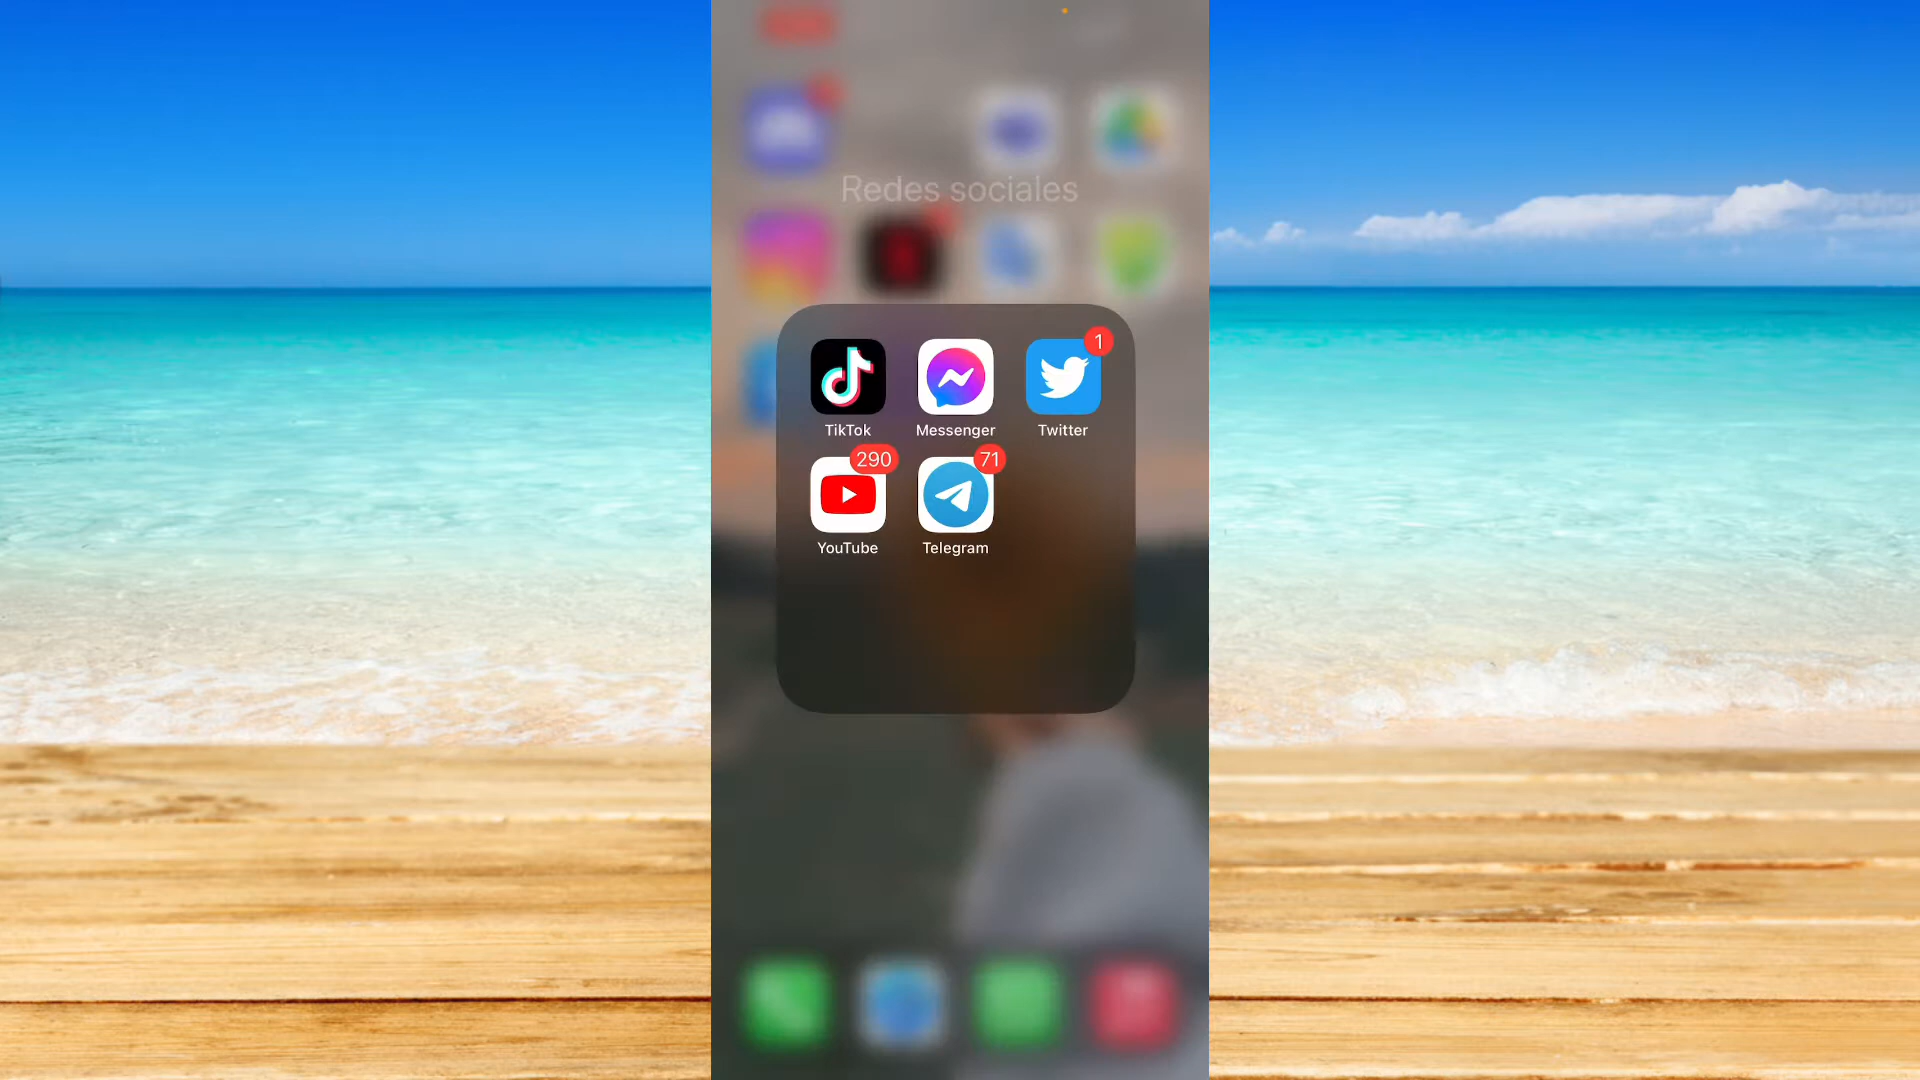 Redes sociales
1
TikTok Messenger Twitter
290 71
YouTube Telegram